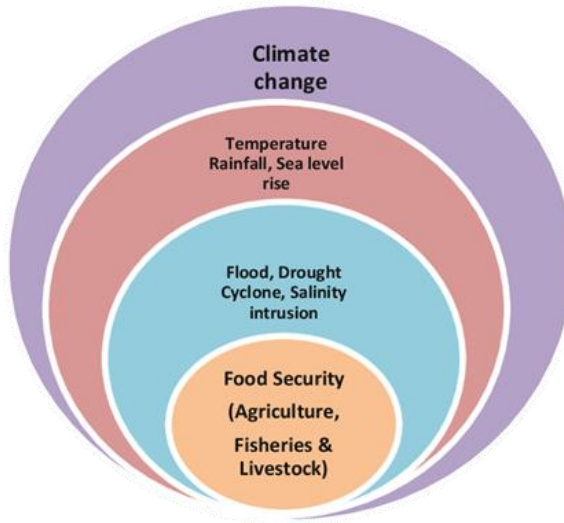 Climate
change
Temperature
Rainfall, Sea level
rise
Flood, Drought
Cyclone, Salinity
intrusion
Food Security
(Agriculture,
Fisheries &
Livestock)